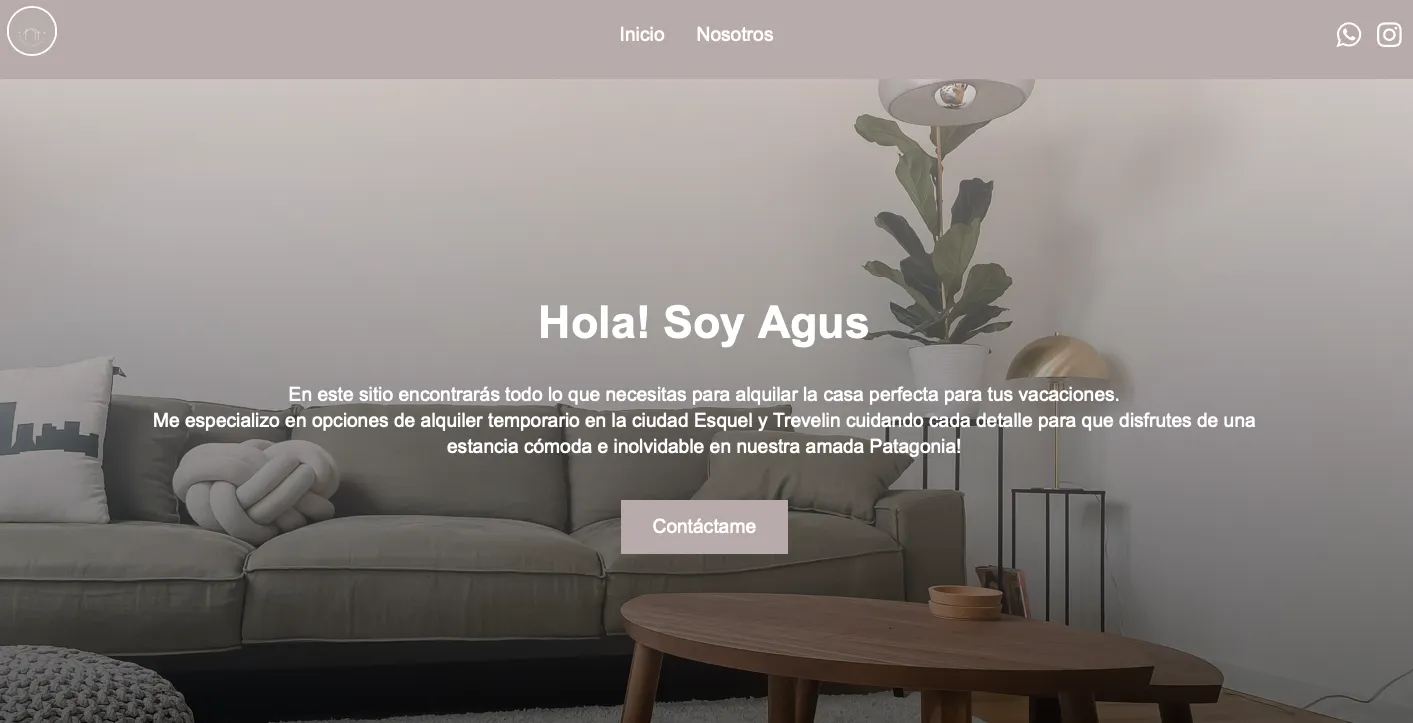 Inicio Nosotros
Hola! Soy Agus
En este sitio encontrarás todo lo que necesitas para alquilar la casa perfecta para tus vacaciones.
Me especializo en opciones de alquiler temporario en la ciudad Esquel y Trevelin cuidando cada detalle para que disfrutes de una
estancia cómoda e inolvidable en nuestra amada Patagonia!
Contáctame